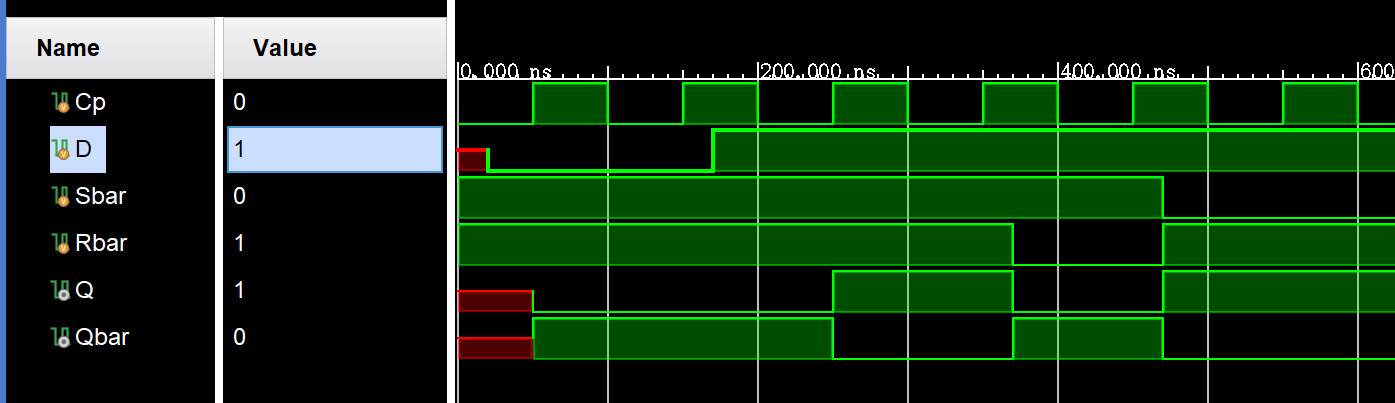 Name Value
0.000 ns 200.000 ns 400.000 ns 600
Cp 0
D 1
Sbar 0
Rbar 1
Q 1
Qbar 0